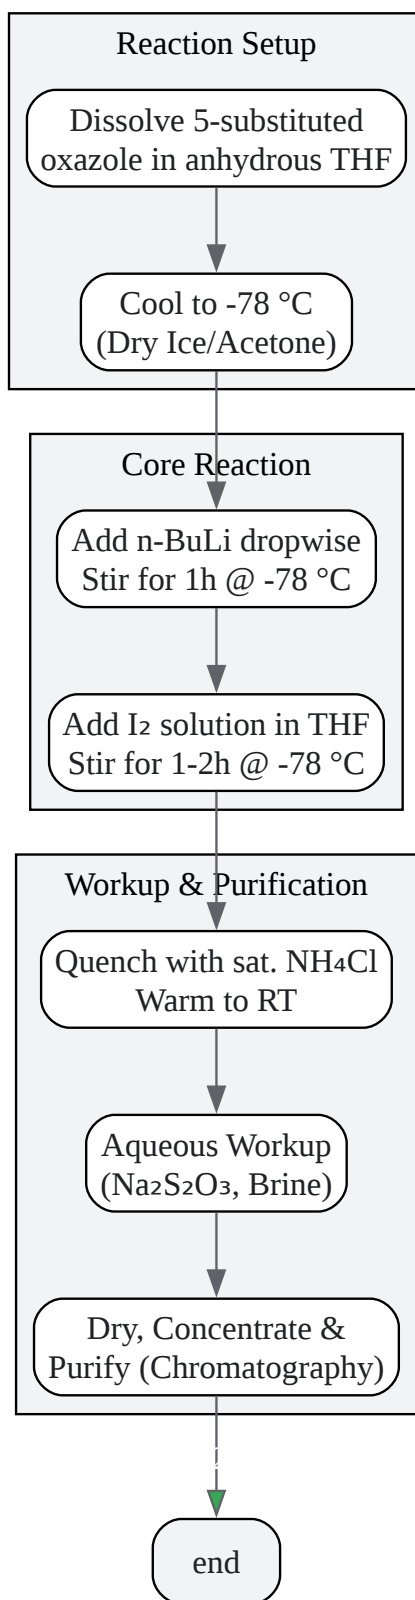 Reaction Setup
Dissolve 5-substituted
oxazole in anhydrous THF
Cool to -78 °C
(Dry Ice/Acetone)
Core Reaction
Add n-BuLi dropwise
Stir for 1h @ -78 °C
Add I₂ solution in THF
Stir for 1-2h @ -78 °C
Workup & Purification
Quench with sat. NH₄Cl
Warm to RT
Aqueous Workup
(Na₂S₂O₃, Brine)
Dry, Concentrate &
Purify (Chromatography)
end